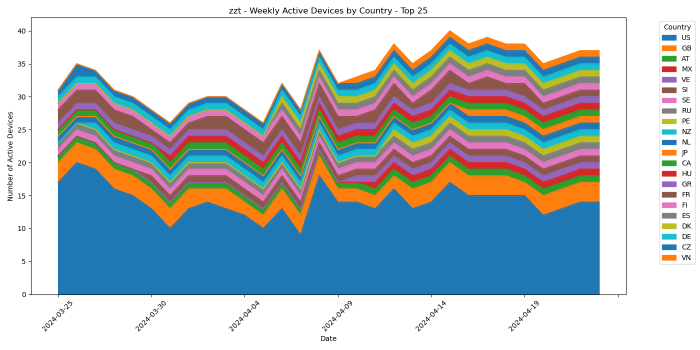 zzt - Weekly Active Devices by Country - Top 25
Number of Active Devices
40
35
30
25
20
15
10
5
0
2024-03-25
2024-03-30
2024-04-04
2024-04-09
2024-04-14
2024-04-19
Date
Country
US
GB
AT
MX
VE
SI
SE
RU
PE
NZ
NL
JP
CA
HU
GR
FR
FI
ES
DK
DE
CZ
VN